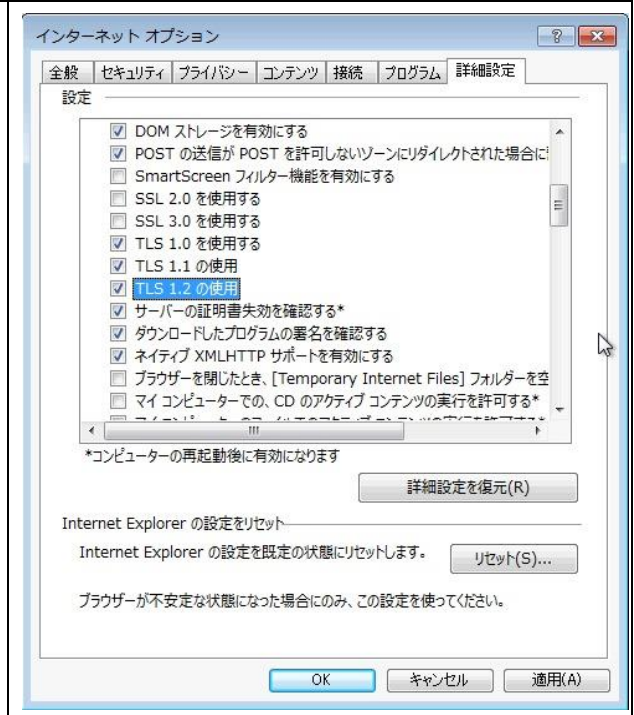 インターネット オプション
全般 セキュリティ プライバシー コンテンツ 接続 プログラム 詳細設定
設定
DOM ストレージを有効にする
POST の送信が POST を許可しないゾーンにリダイレクトされた場合に
SmartScreen フィルター機能を有効にする
SSL 2.0 を使用する
SSL 3.0 を使用する
TLS 1.0 を使用する
TLS 1.1 の使用
TLS 1.2 の使用
サーバーの証明書失効を確認する*
ダウンロードしたプログラムの署名を確認する
ネイティブ XMLHTTP サポートを有効にする
ブラウザーを閉じたとき、[Temporary Internet Files] フォルダーを空
マイ コンピューターでの、CD のアクティブ コンテンツの実行を許可する*
*コンピューターの再起動後に有効になります
詳細設定を復元(R)
Internet Explorer の設定をリセット
Internet Explorer の設定を既定の状態にリセットします。
リセット(S)...
ブラウザーが不安定な状態になった場合にのみ、この設定を使ってください。
OK キャンセル 適用(A)